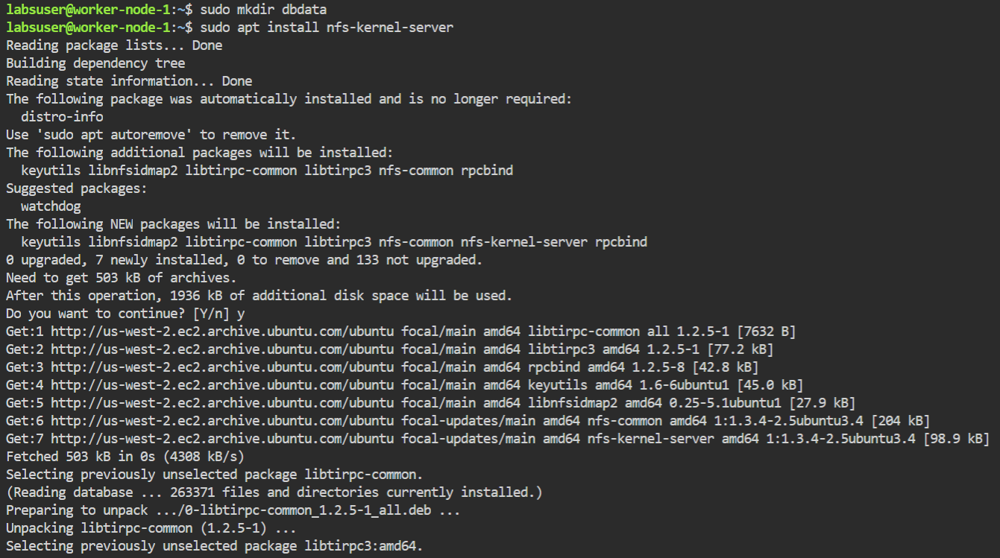 labsuser@worker-node-1:~$ sudo mkdir dbdata
labsuser@worker-node-1:~$ sudo apt install nfs-kernel-server
Reading package lists... Done
Building dependency tree
Reading state information... Done
The following package was automatically installed and is no longer required:
  distro-info
Use 'sudo apt autoremove' to remove it.
The following additional packages will be installed:
  keyutils libnfsidmap2 libtirpc-common libtirpc3 nfs-common rpcbind
Suggested packages:
  watchdog
The following NEW packages will be installed:
  keyutils libnfsidmap2 libtirpc-common libtirpc3 nfs-common nfs-kernel-server rpcbind
0 upgraded, 7 newly installed, 0 to remove and 133 not upgraded.
Need to get 503 kB of archives.
After this operation, 1936 kB of additional disk space will be used.
Do you want to continue? [Y/n] y
Get:1 http://us-west-2.ec2.archive.ubuntu.com/ubuntu focal/main amd64 libtirpc-common all 1.2.5-1 [7632 B]
Get:2 http://us-west-2.ec2.archive.ubuntu.com/ubuntu focal/main amd64 libtirpc3 amd64 1.2.5-1 [77.2 kB]
Get:3 http://us-west-2.ec2.archive.ubuntu.com/ubuntu focal/main amd64 rpcbind amd64 1.2.5-8 [42.8 kB]
Get:4 http://us-west-2.ec2.archive.ubuntu.com/ubuntu focal/main amd64 keyutils amd64 1.6-6ubuntu1 [45.0 kB]
Get:5 http://us-west-2.ec2.archive.ubuntu.com/ubuntu focal/main amd64 libnfsidmap2 amd64 0.25-5.1ubuntu1 [27.9 kB]
Get:6 http://us-west-2.ec2.archive.ubuntu.com/ubuntu focal-updates/main amd64 nfs-common amd64 1:1.3.4-2.5ubuntu3.4 [204 kB]
Get:7 http://us-west-2.ec2.archive.ubuntu.com/ubuntu focal-updates/main amd64 nfs-kernel-server amd64 1:1.3.4-2.5ubuntu3.4 [98.9 kB]
Fetched 503 kB in 0s (4308 kB/s)
Selecting previously unselected package libtirpc-common.
(Reading database ... 263371 files and directories currently installed.)
Preparing to unpack .../0-libtirpc-common_1.2.5-1_all.deb ...
Unpacking libtirpc-common (1.2.5-1) ...
Selecting previously unselected package libtirpc3:amd64.